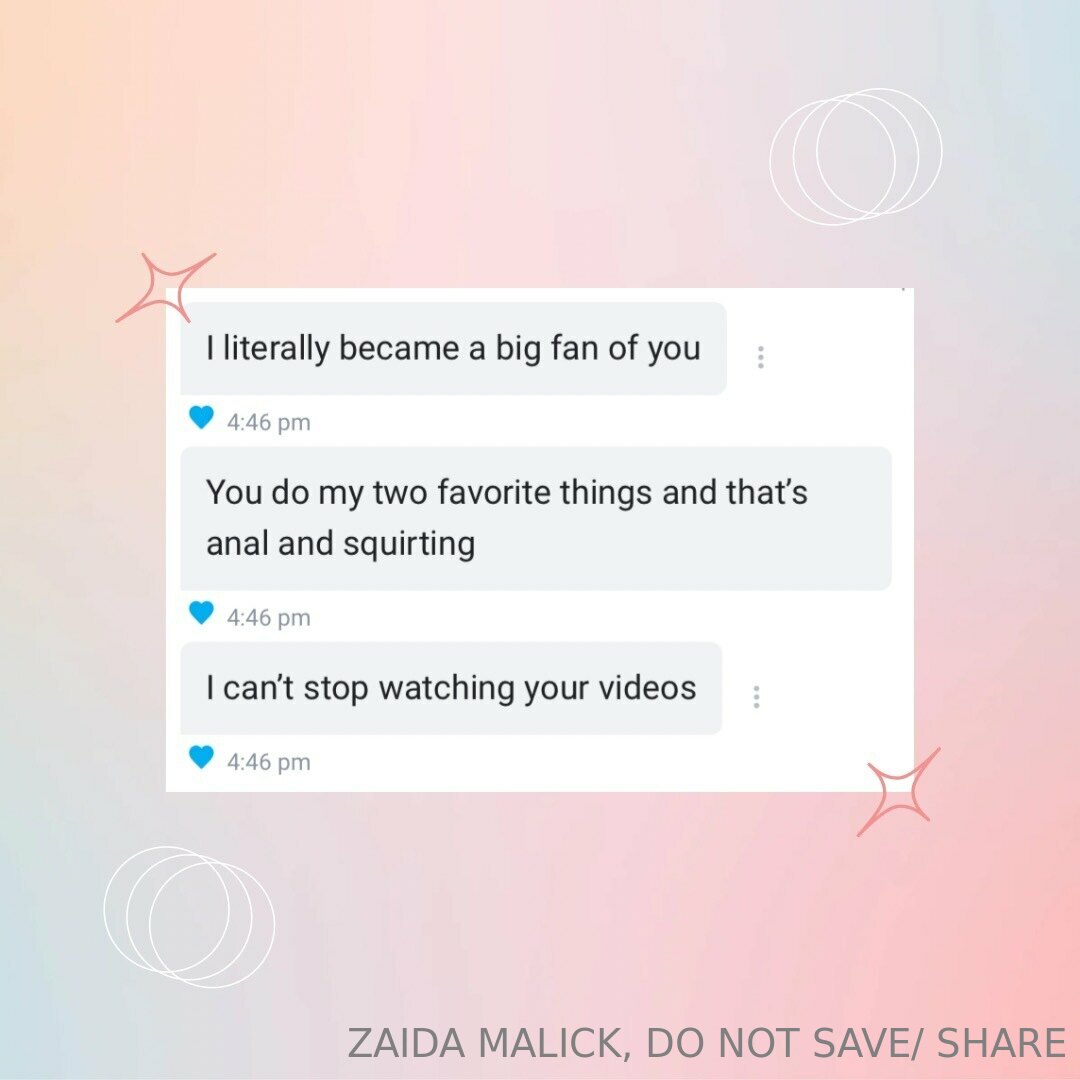 I literally became a big fan of you
4:46 pm
You do my two favorite things and that’s
anal and squirting
4:46 pm
I can’t stop watching your videos
4:46 pm
ZAIDA MALICK, DO NOT SAVE/ SHARE